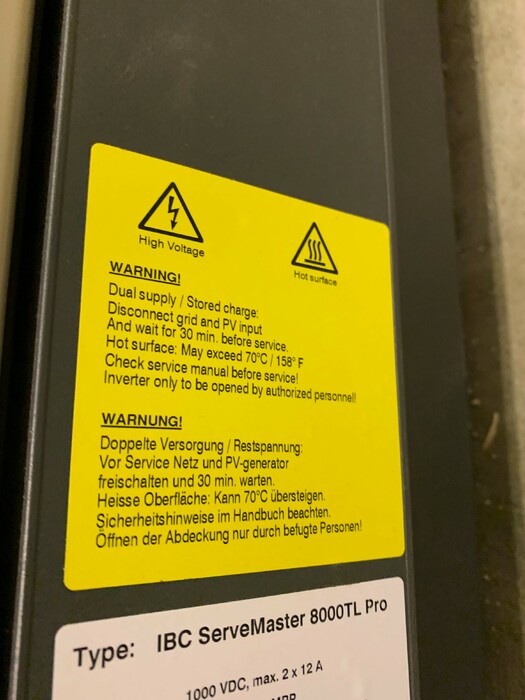 High Voltage
Hot surface
WARNING!
Dual supply / Stored charge:
Disconnect grid and PV input
And wait for 30 min. before service.
Hot surface: May exceed 70°C / 158° F
Check service manual before service!
Inverter only to be opened by authorized personnel!
WARNUNG!
Doppelte Versorgung / Restspannung:
Vor Service Netz und PV-generator
freischalten und 30 min. warten.
Heisse Oberfläche: Kann 70°C übersteigen.
Sicherheitshinweise im Handbuch beachten.
Öffnen der Abdeckung nur durch befugte Personen!
Type: IBC ServeMaster 8000TL Pro
1000 VDC, max. 2 x 12 A